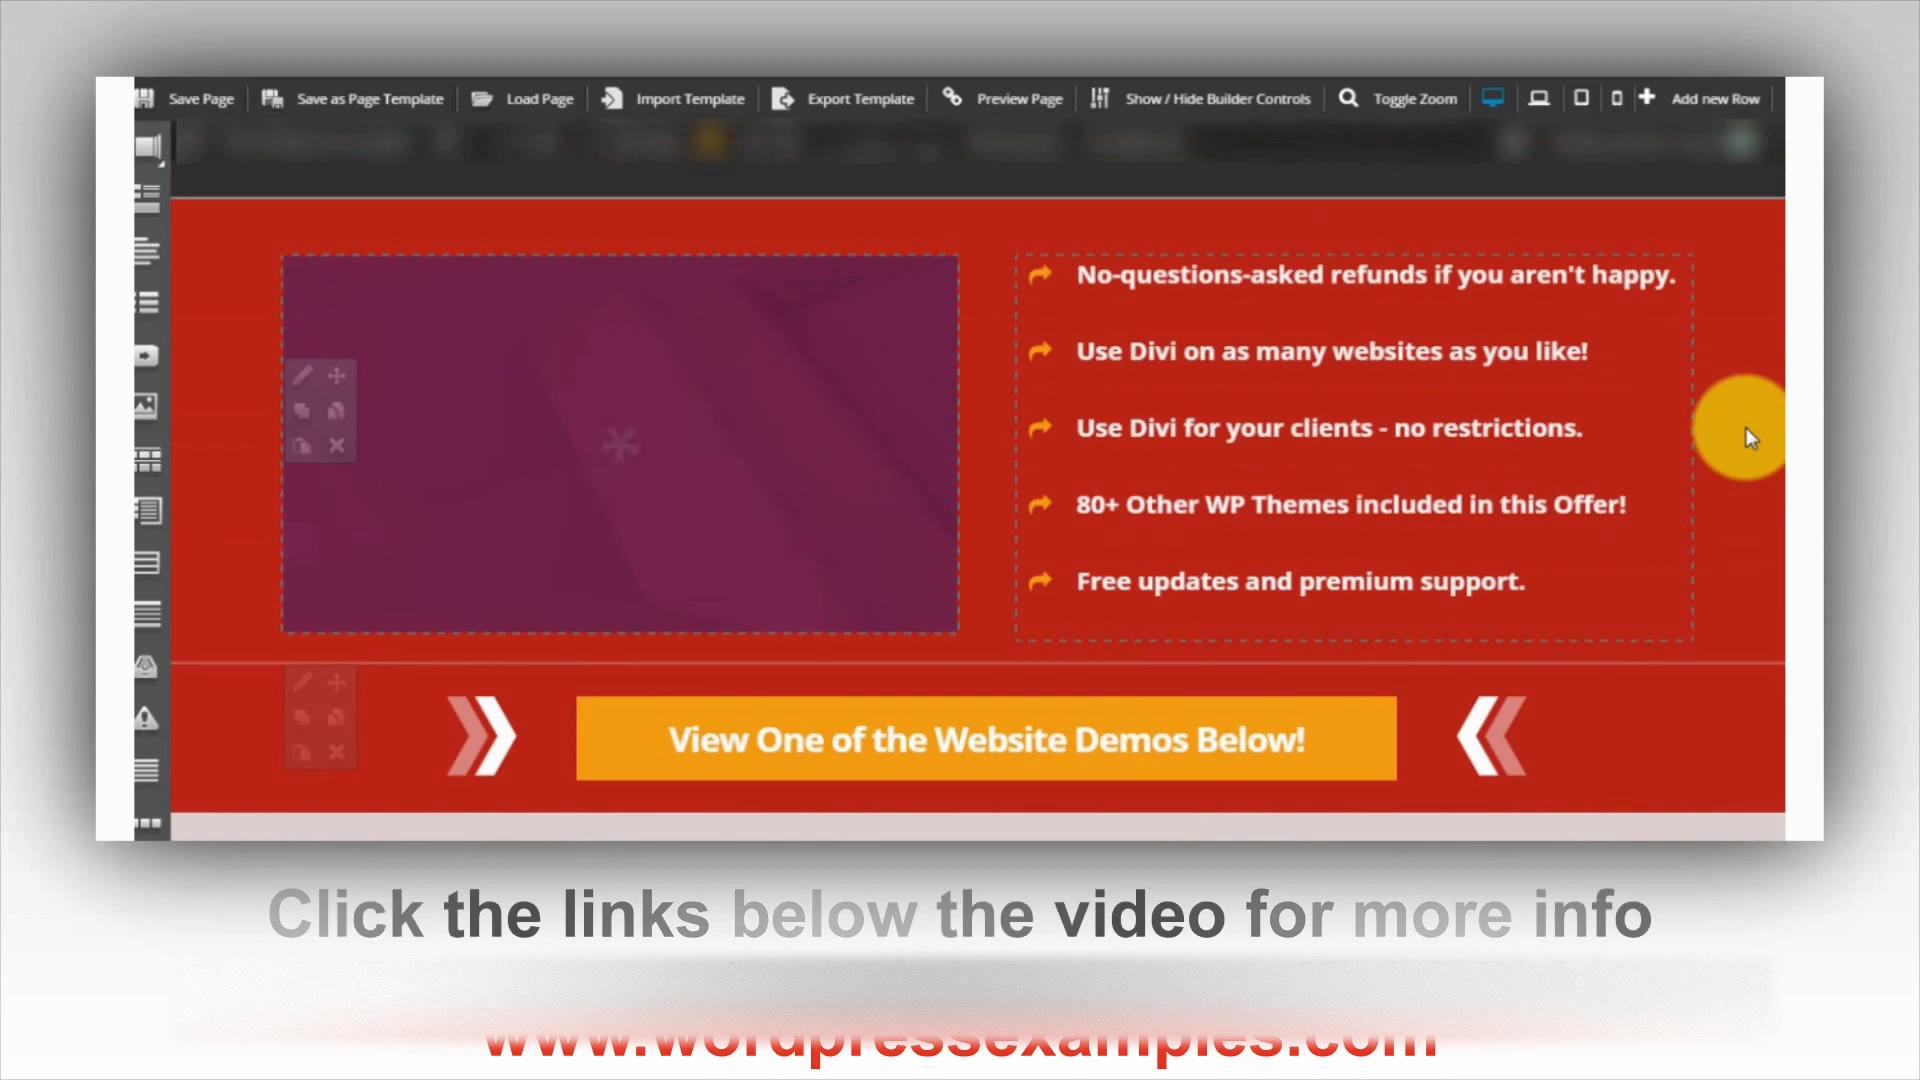 Save Page Save as Page Template Load Page Import Template Export Template Preview Page Show / Hide Builder Controls Toggle Zoom Add new Row
No-questions-asked refunds if you aren't happy.
Use Divi on as many websites as you like!
Use Divi for your clients - no restrictions.
80+ Other WP Themes included in this Offer!
Free updates and premium support.
View One of the Website Demos Below!
Click the links below the video for more info
www.wordpressexamples.com